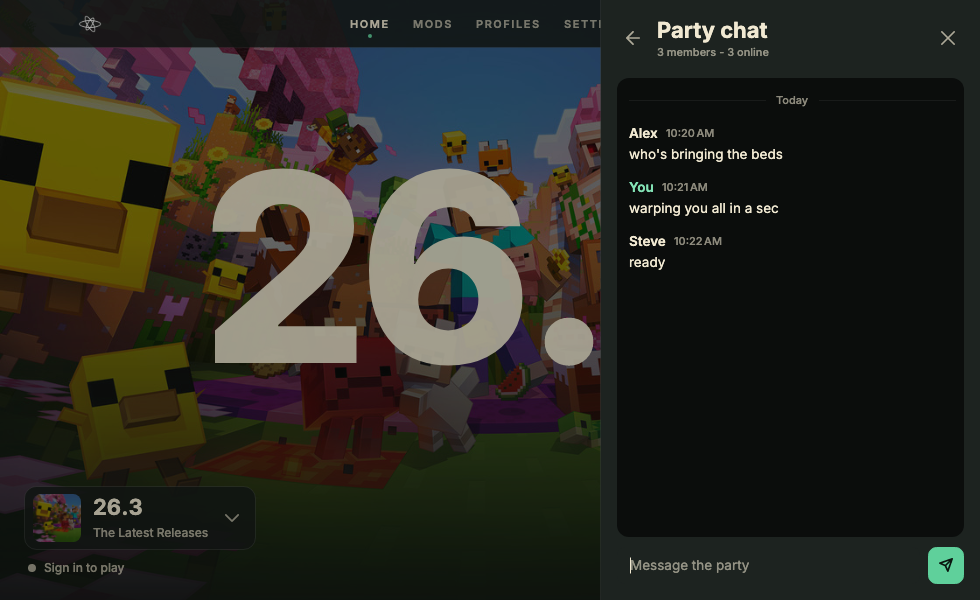 HOME MODS PROFILES SETTI
26.
26.3
The Latest Releases
Sign in to play
Party chat
3 members - 3 online
Today
Alex 10:20 AM
who's bringing the beds
You 10:21 AM
warping you all in a sec
Steve 10:22 AM
ready
Message the party